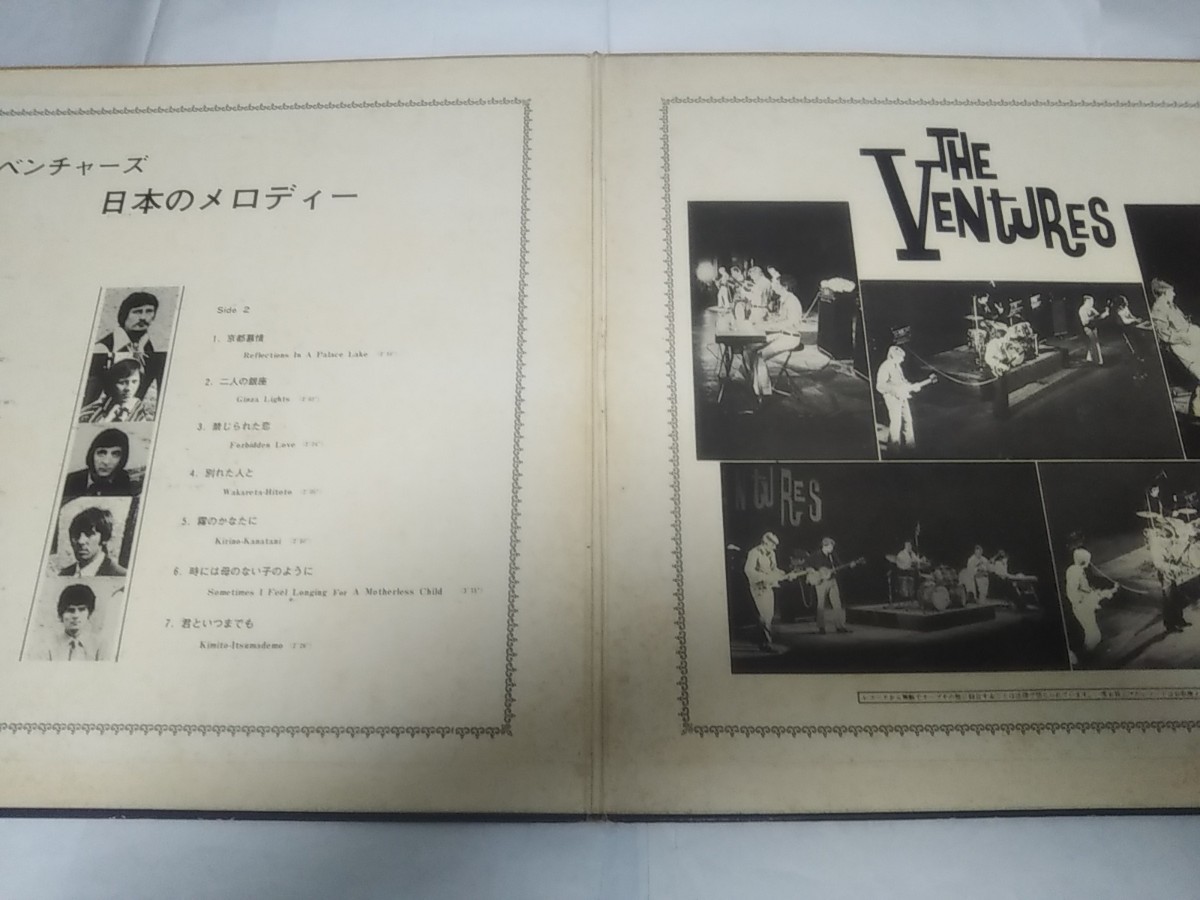 ベンチャーズ
日本のメロディー
Side 2
1. 京都慕情
Reflections In A Palace Lake
2. 二人の銀座
Ginza Lights
3. 禁じられた恋
Forbidden Love
4. 別れた人と
Wakareta-Hitoto
5. 霧のかなたに
Kirino-Kanatani
6. 時には母のない子のように
Sometimes I Feel Longing For A Motherless Child
7. 君といつまでも
Kimito-Itsumademo
THE
VENTURES
NTURES